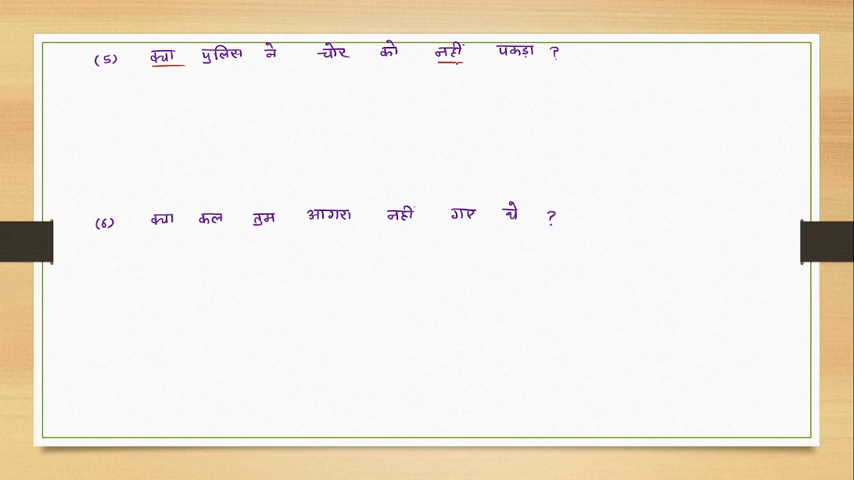 (5) क्या पुलिस ने चोर को नहीं पकड़ा ?
(6) क्या कल तुम आगरा नहीं गए थे ?